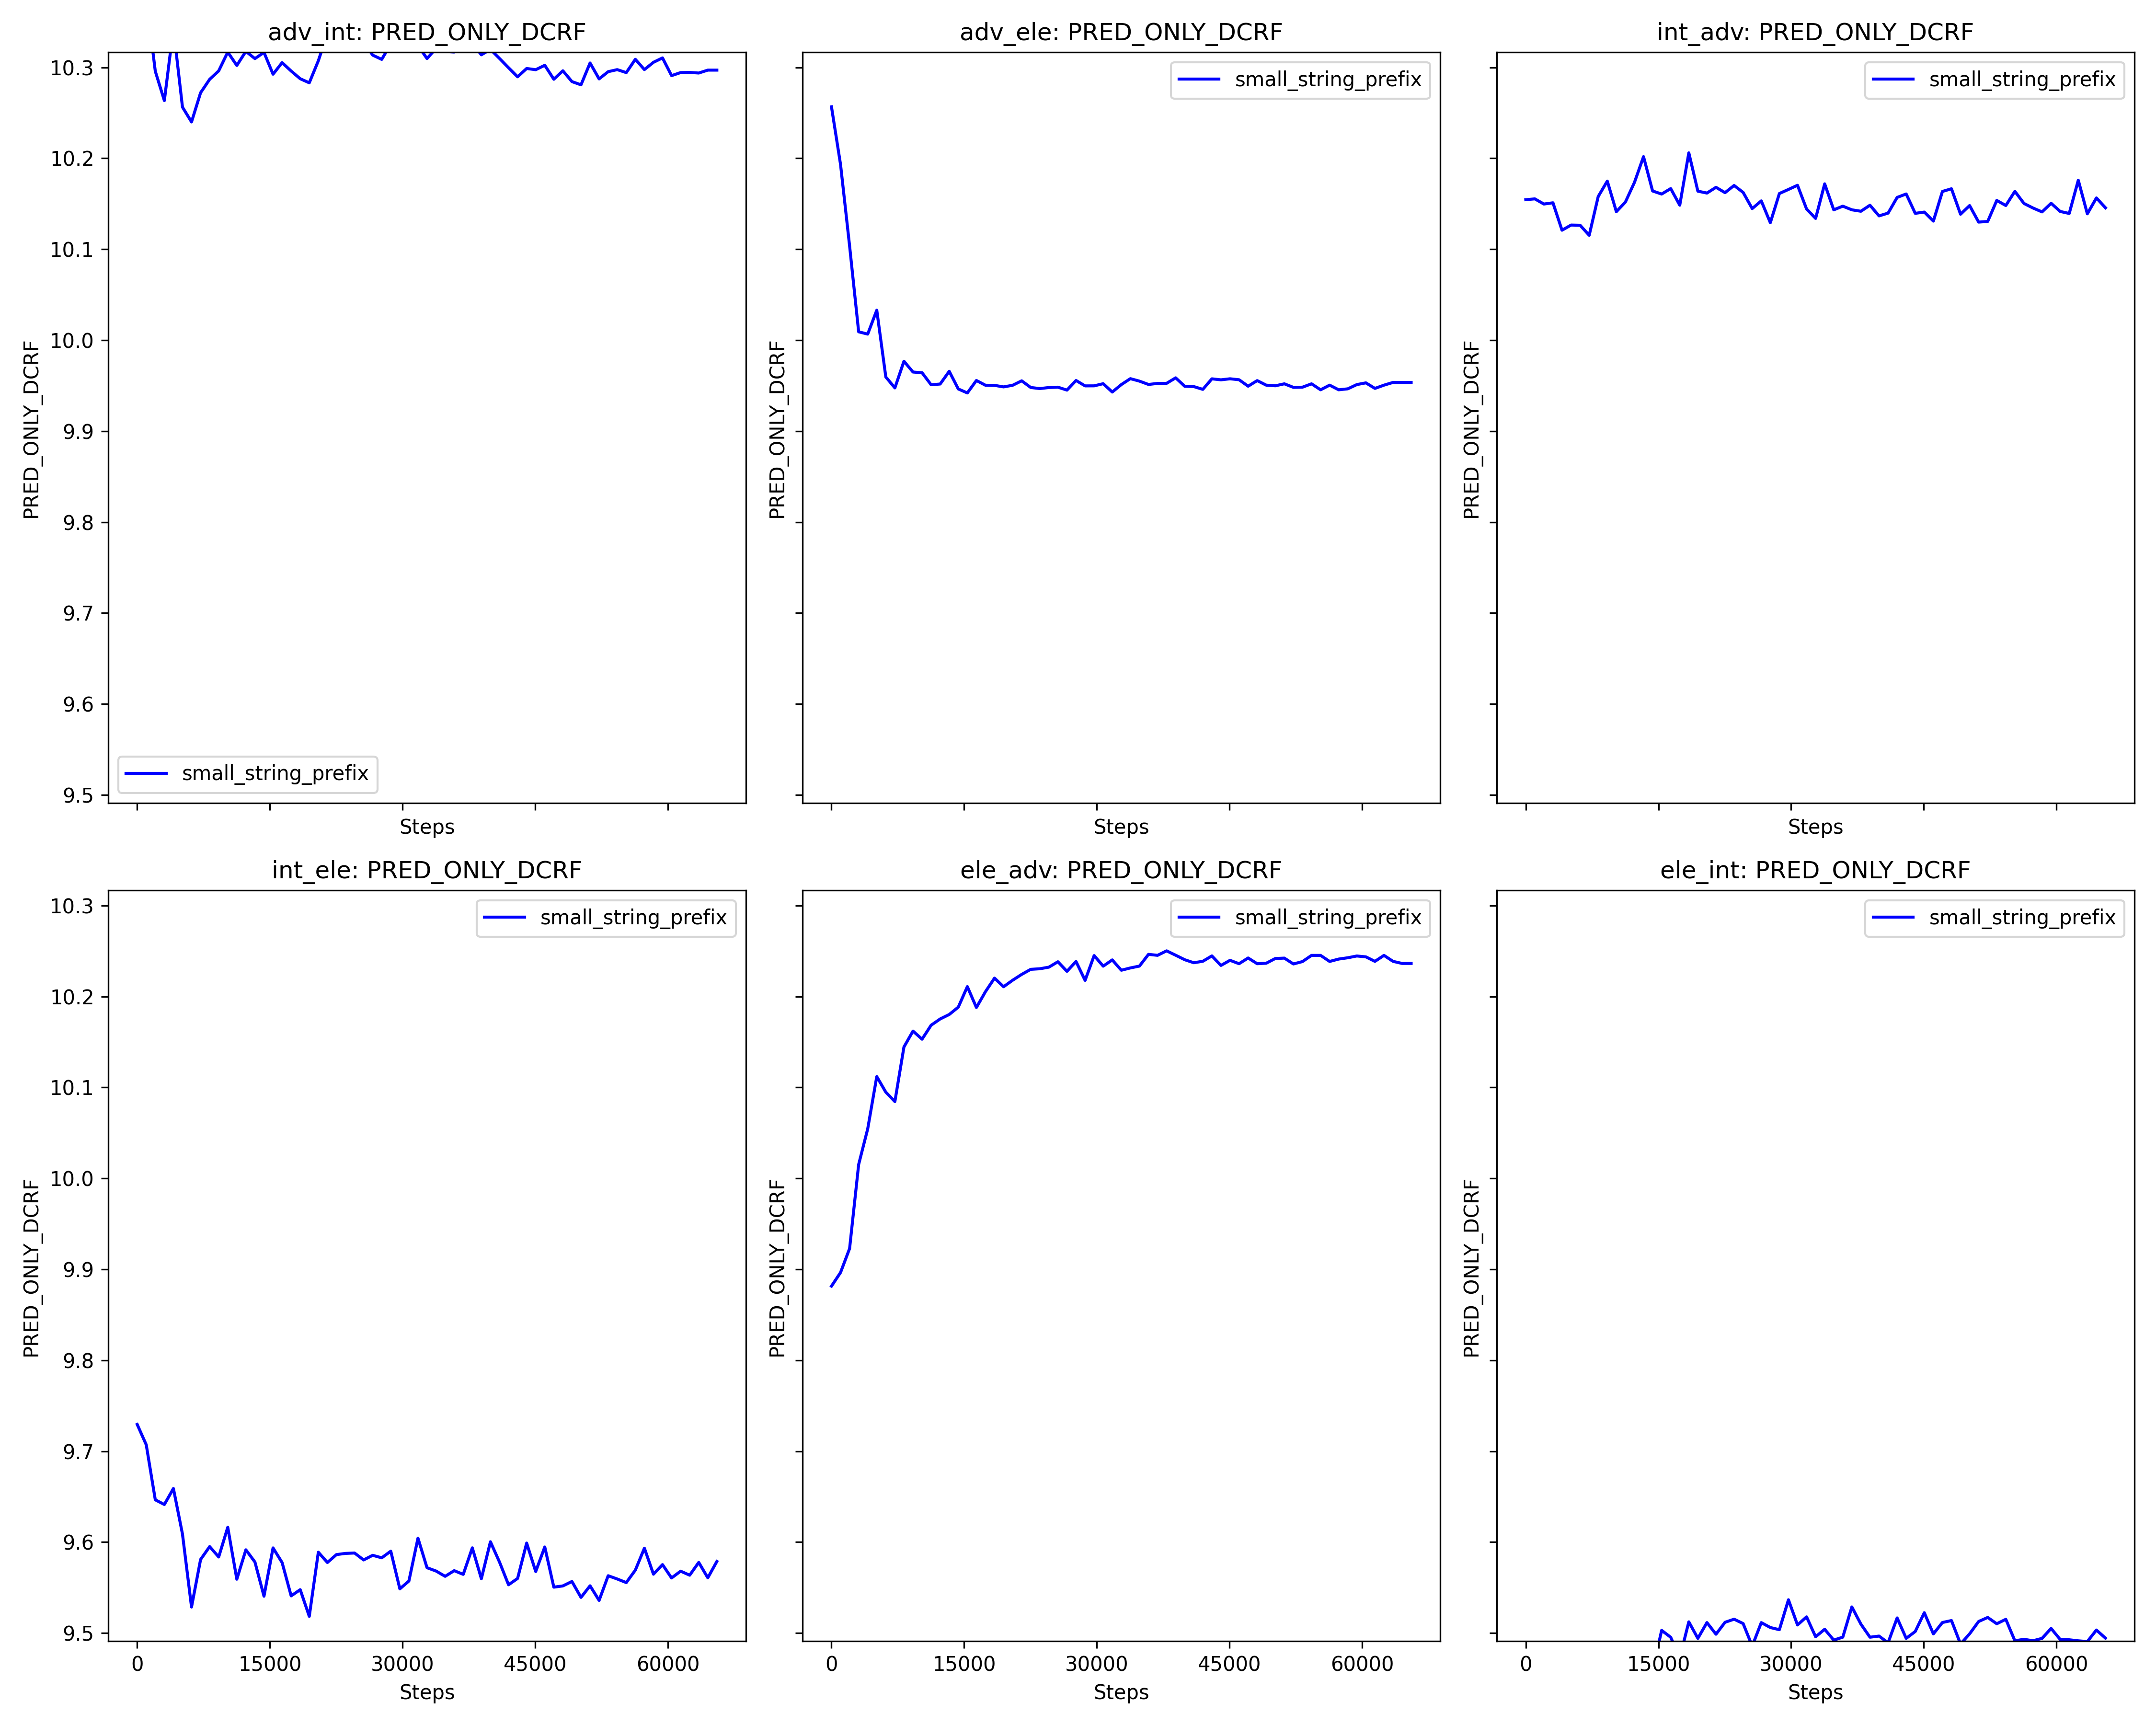 adv_int: PRED_ONLY_DCRF
PRED_ONLY_DCRF
10.3
10.2
10.1
10.0
9.9
9.8
9.7
9.6
9.5
small_string_prefix
Steps
adv_ele: PRED_ONLY_DCRF
PRED_ONLY_DCRF
small_string_prefix
Steps
int_adv: PRED_ONLY_DCRF
PRED_ONLY_DCRF
small_string_prefix
Steps
int_ele: PRED_ONLY_DCRF
PRED_ONLY_DCRF
10.3
10.2
10.1
10.0
9.9
9.8
9.7
9.6
9.5
small_string_prefix
0 15000 30000 45000 60000
Steps
ele_adv: PRED_ONLY_DCRF
PRED_ONLY_DCRF
small_string_prefix
0 15000 30000 45000 60000
Steps
ele_int: PRED_ONLY_DCRF
PRED_ONLY_DCRF
small_string_prefix
0 15000 30000 45000 60000
Steps